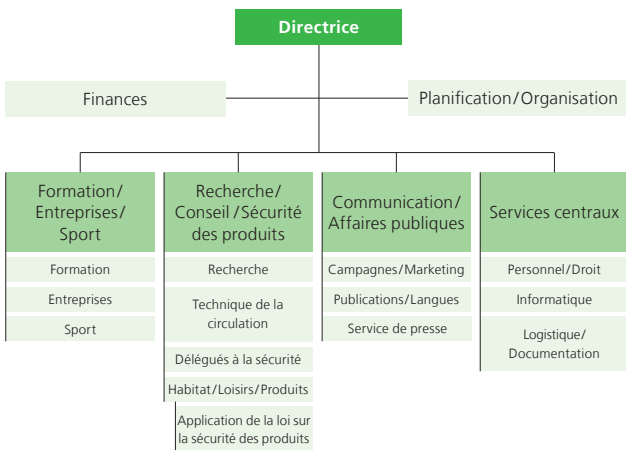 Directrice
Finances
Planification/Organisation
Formation/
Entreprises/
Sport
Formation
Entreprises
Sport
Recherche/
Conseil/Sécurité
des produits
Recherche
Technique de la
circulation
Délégués à la sécurité
Habitat/Loisirs/Produits
Application de la loi sur
la sécurité des produits
Communication/
Affaires publiques
Campagnes/Marketing
Publications/Langues
Service de presse
Services centraux
Personnel/Droit
Informatique
Logistique/
Documentation